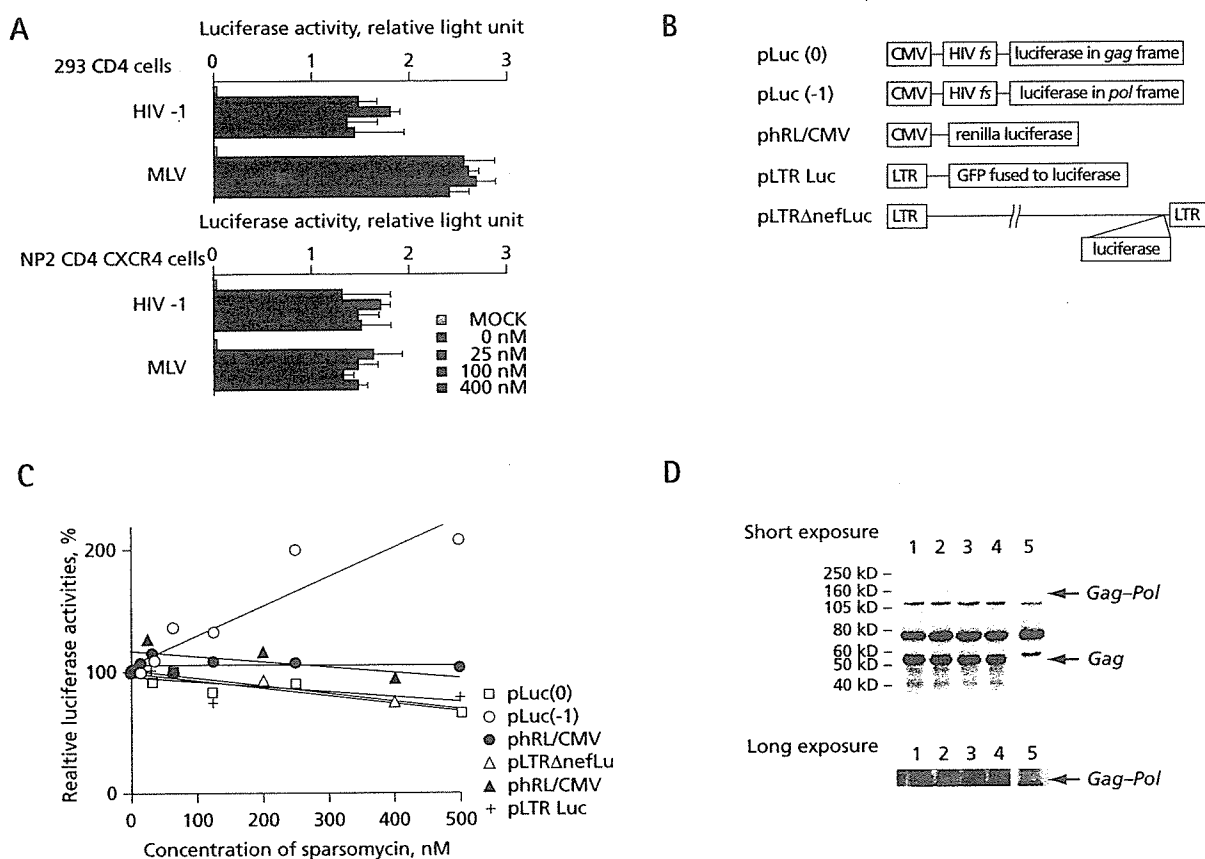 A
Luciferase activity, relative light unit
0 1 2 3
293 CD4 cells
HIV -1
MLV
Luciferase activity, relative light unit
0 1 2 3
NP2 CD4 CXCR4 cells
HIV -1
MLV
MOCK
0 nM
25 nM
100 nM
400 nM
B
pLuc (0) CMV HIV fs luciferase in gag frame
pLuc (-1) CMV HIV fs luciferase in pol frame
phRL/CMV CMV renilla luciferase
pLTR Luc LTR GFP fused to luciferase
pLTRΔnefLuc LTR LTR
luciferase
C
Realtive luciferase activities, %
200
100
0
0 100 200 300 400 500
Concentration of sparsomycin, nM
pLuc(0)
pLuc(-1)
phRL/CMV
pLTRΔnefLu
phRL/CMV
pLTR Luc
D
Short exposure
1 2 3 4 5
250 kD
160 kD
105 kD
80 kD
60 kD
50 kD
40 kD
Gag–Pol
Gag
Long exposure
1 2 3 4 5
Gag–Pol